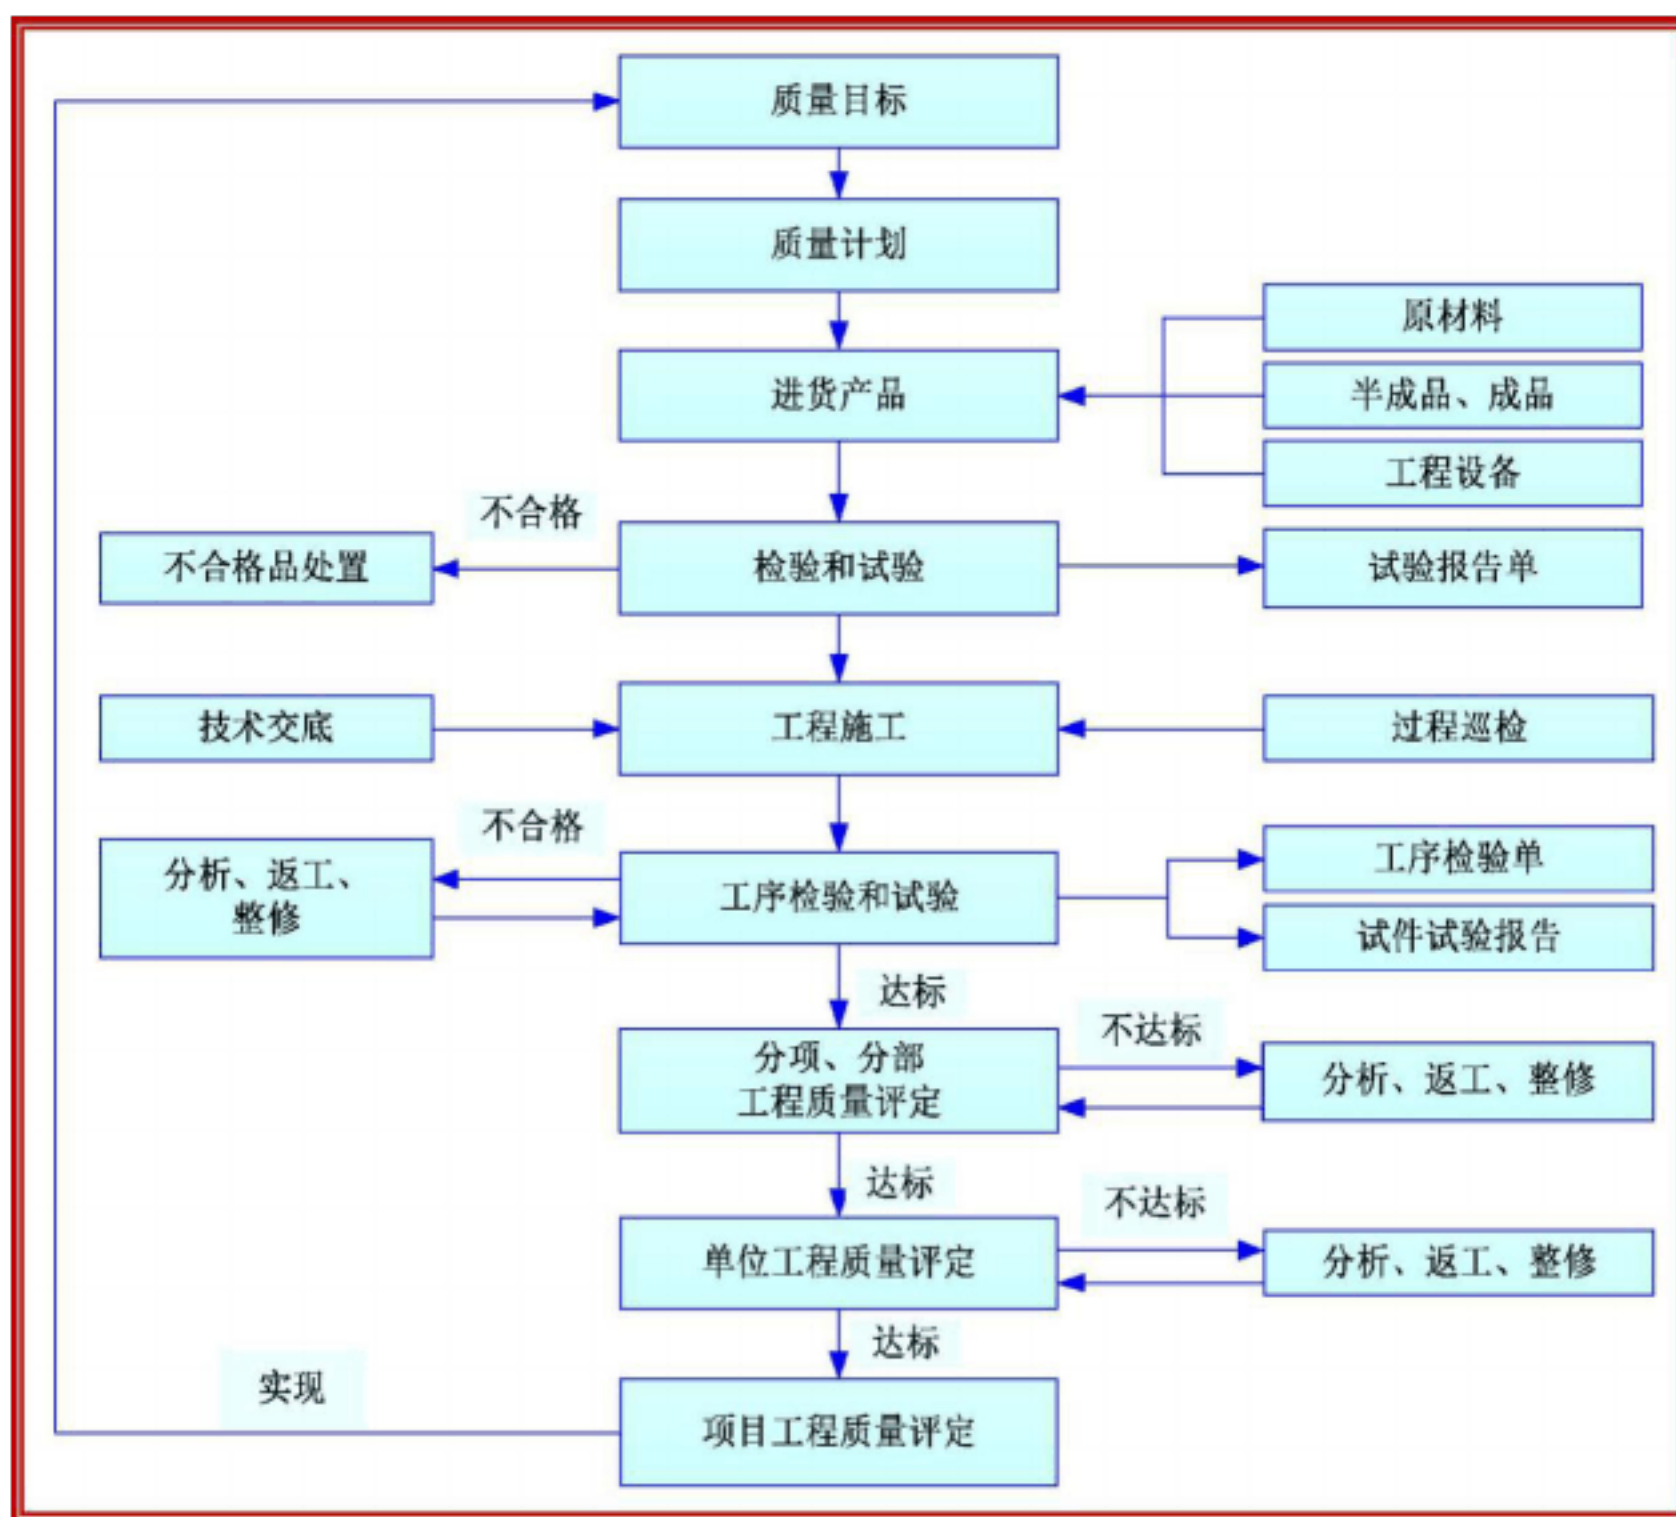 质量目标
质量计划
原材料
进货产品
半成品、成品
工程设备
不合格
不合格品处置
检验和试验
试验报告单
技术交底
工程施工
过程巡检
不合格
分析、返工、
整修
工序检验和试验
工序检验单
试件试验报告
达标
不达标
分项、分部
工程质量评定
分析、返工、整修
达标
不达标
单位工程质量评定
分析、返工、整修
达标
实现
项目工程质量评定